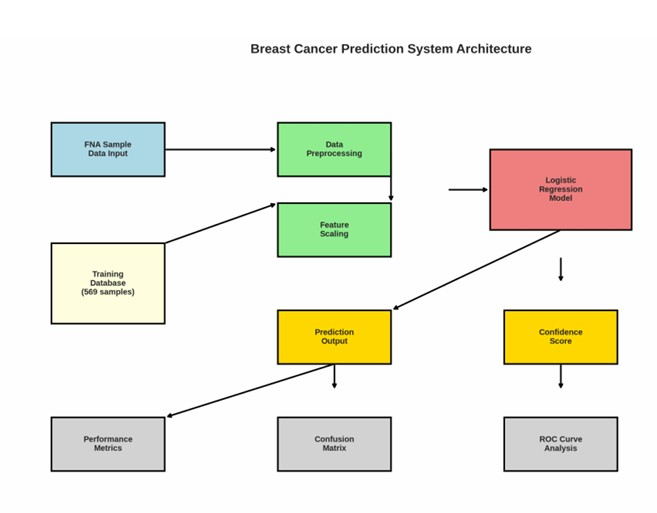 Breast Cancer Prediction System Architecture
FNA Sample
Data Input
Data
Preprocessing
Logistic
Regression
Model
Feature
Scaling
Training
Database
(569 samples)
Prediction
Output
Confidence
Score
Performance
Metrics
Confusion
Matrix
ROC Curve
Analysis